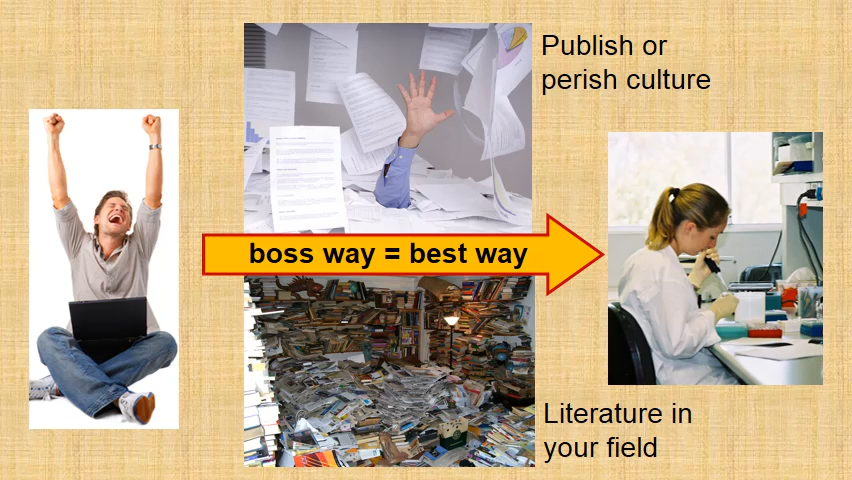 Publish or
perish culture
boss way = best way
Literature in
your field